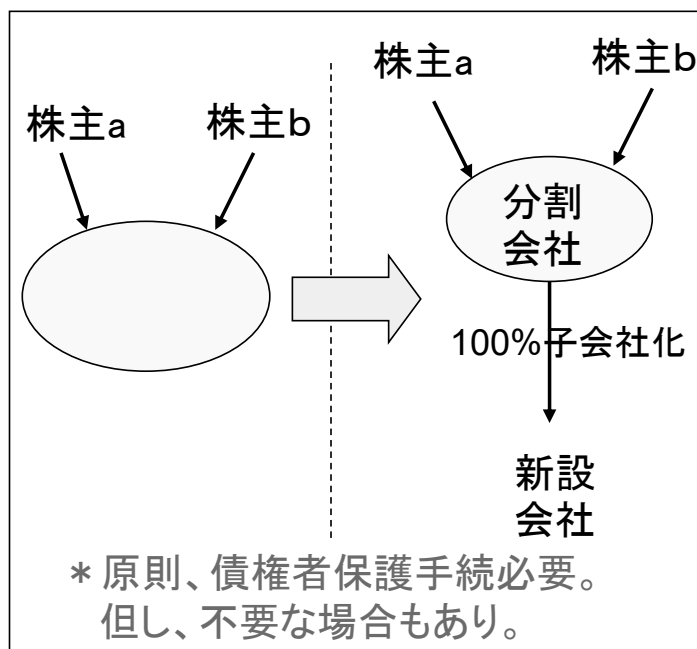 株主a
株主b
株主a
株主b
分割
会社
100%子会社化
新設
会社
＊原則、債権者保護手続必要。
但し、不要な場合もあり。